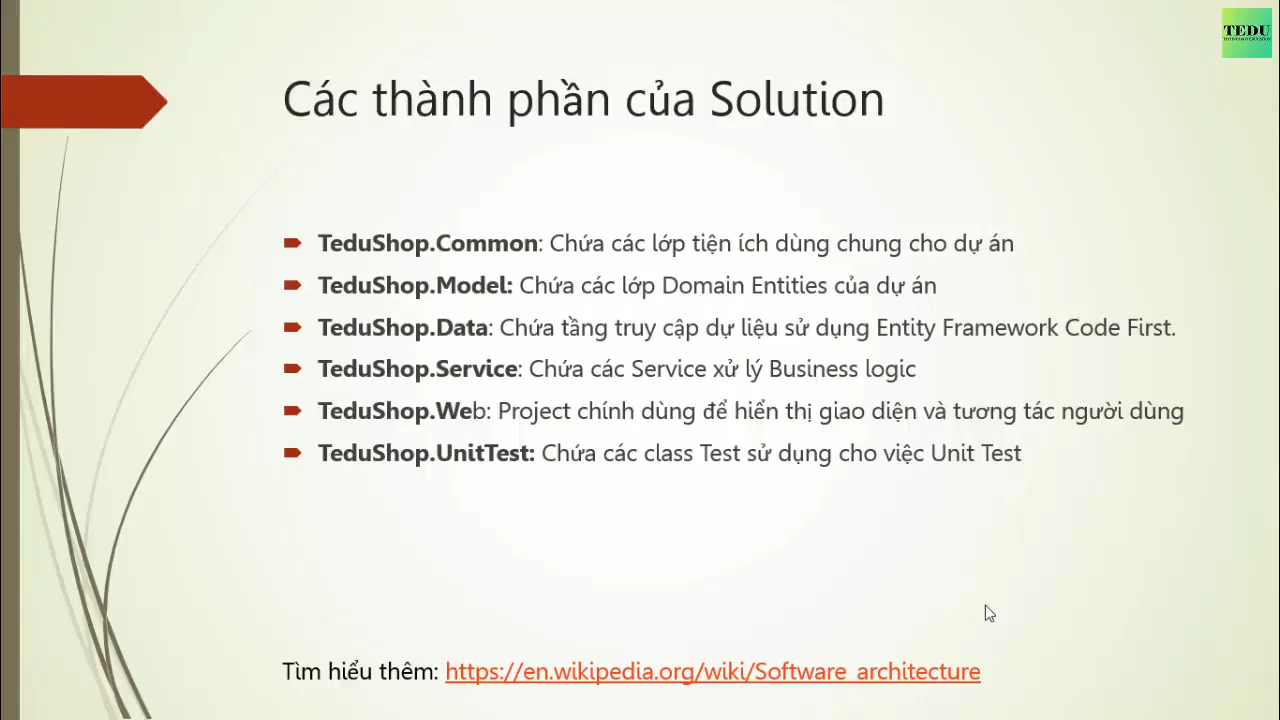 TEDU
Các thành phần của Solution
TeduShop.Common: Chứa các lớp tiện ích dùng chung cho dự án
TeduShop.Model: Chứa các lớp Domain Entities của dự án
TeduShop.Data: Chứa tầng truy cập dự liệu sử dụng Entity Framework Code First.
TeduShop.Service: Chứa các Service xử lý Business logic
TeduShop.Web: Project chính dùng để hiển thị giao diện và tương tác người dùng
TeduShop.UnitTest: Chứa các class Test sử dụng cho việc Unit Test
Tìm hiểu thêm: https://en.wikipedia.org/wiki/Software_architecture